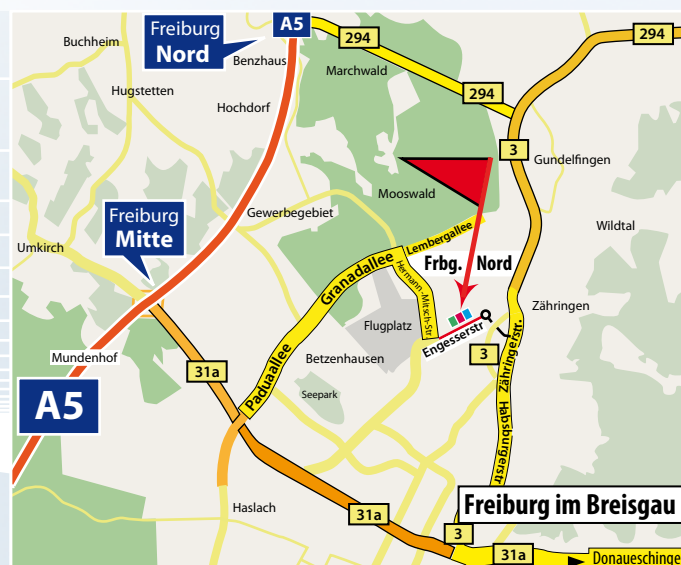 A5
Freiburg
Nord
294
294
Buchheim
Benzhaus
Marchwald
Hugstetten
294
Hochdorf
3
Gundelfingen
Mooswald
Freiburg
Mitte
Gewerbegebiet
Wildtal
Umkirch
Lembergallee
Granadallee
Frbg. Nord
Hermann-Mitsch-Str
Zähringen
Flugplatz
Engesserstr
Mundenhof
Betzenhausen
3
Zähringerstr.
31a
Paduaallee
Seepark
A5
Habsburgerstr
Haslach
Freiburg im Breisgau
31a
3
31a
Donaueschinge